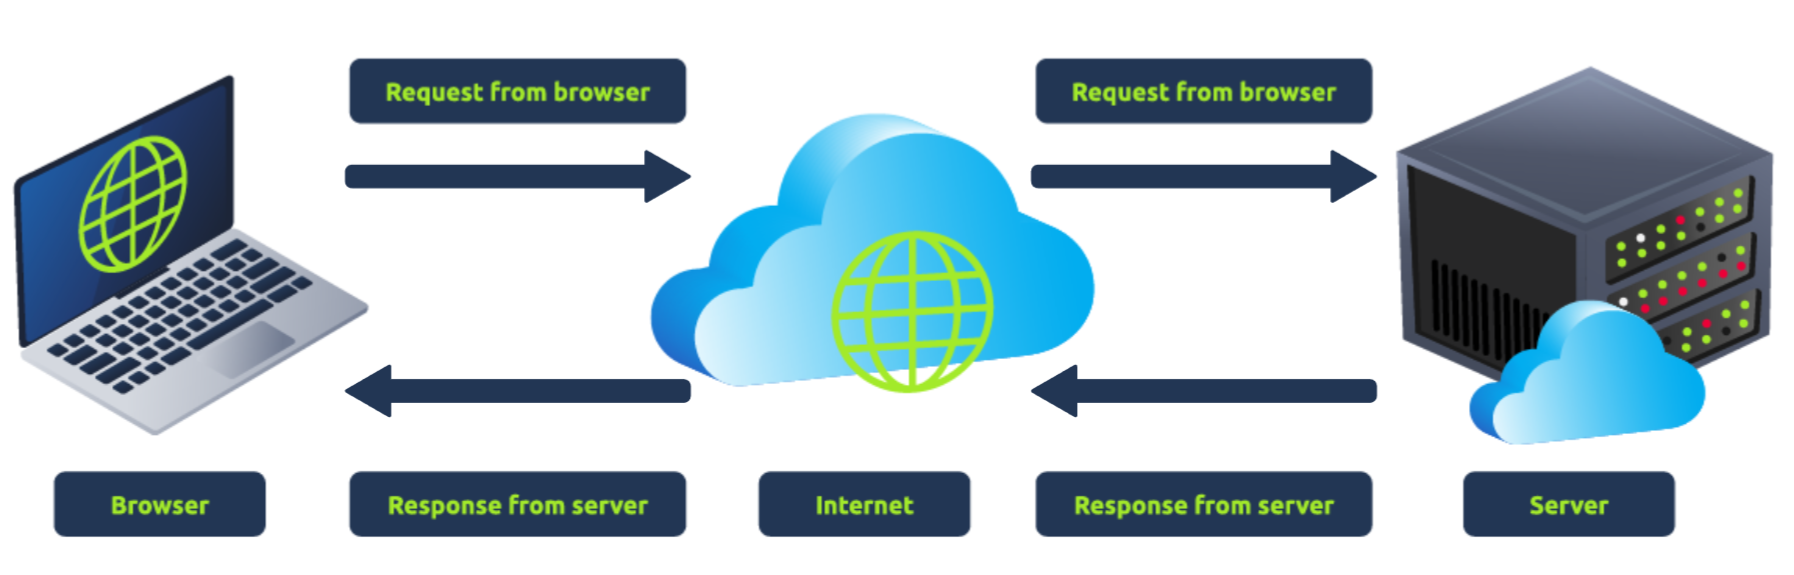 Request from browser
Request from browser
Browser
Response from server
Internet
Response from server
Server